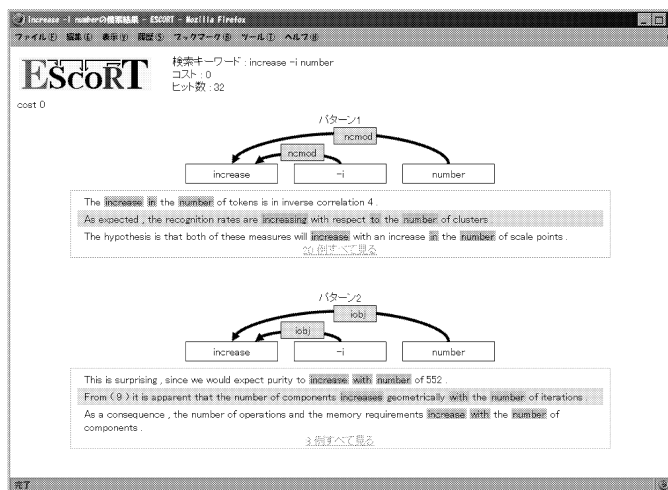 increase -i numberの検索結果 - ESCORT - Mozilla Firefox
ファイル(F) 編集(E) 表示(V) 履歴(S) ブックマーク(B) ツール(T) ヘルプ(H)
ESCORT
検索キーワード : increase -i number
コスト : 0
ヒット数 : 32
cost 0
パターン1
ncmod
ncmod
increase -i number
The increase in the number of tokens is in inverse correlation 4 .
As expected , the recognition rates are increasing with respect to the number of clusters .
The hypothesis is that both of these measures will increase with an increase in the number of scale points .
20 例すべて見る
パターン2
iobj
iobj
increase -i number
This is surprising , since we would expect purity to increase with number of 552 .
From ( 9 ) it is apparent that the number of components increases geometrically with the number of iterations .
As a consequence , the number of operations and the memory requirements increase with the number of
components .
例すべて見る
完了